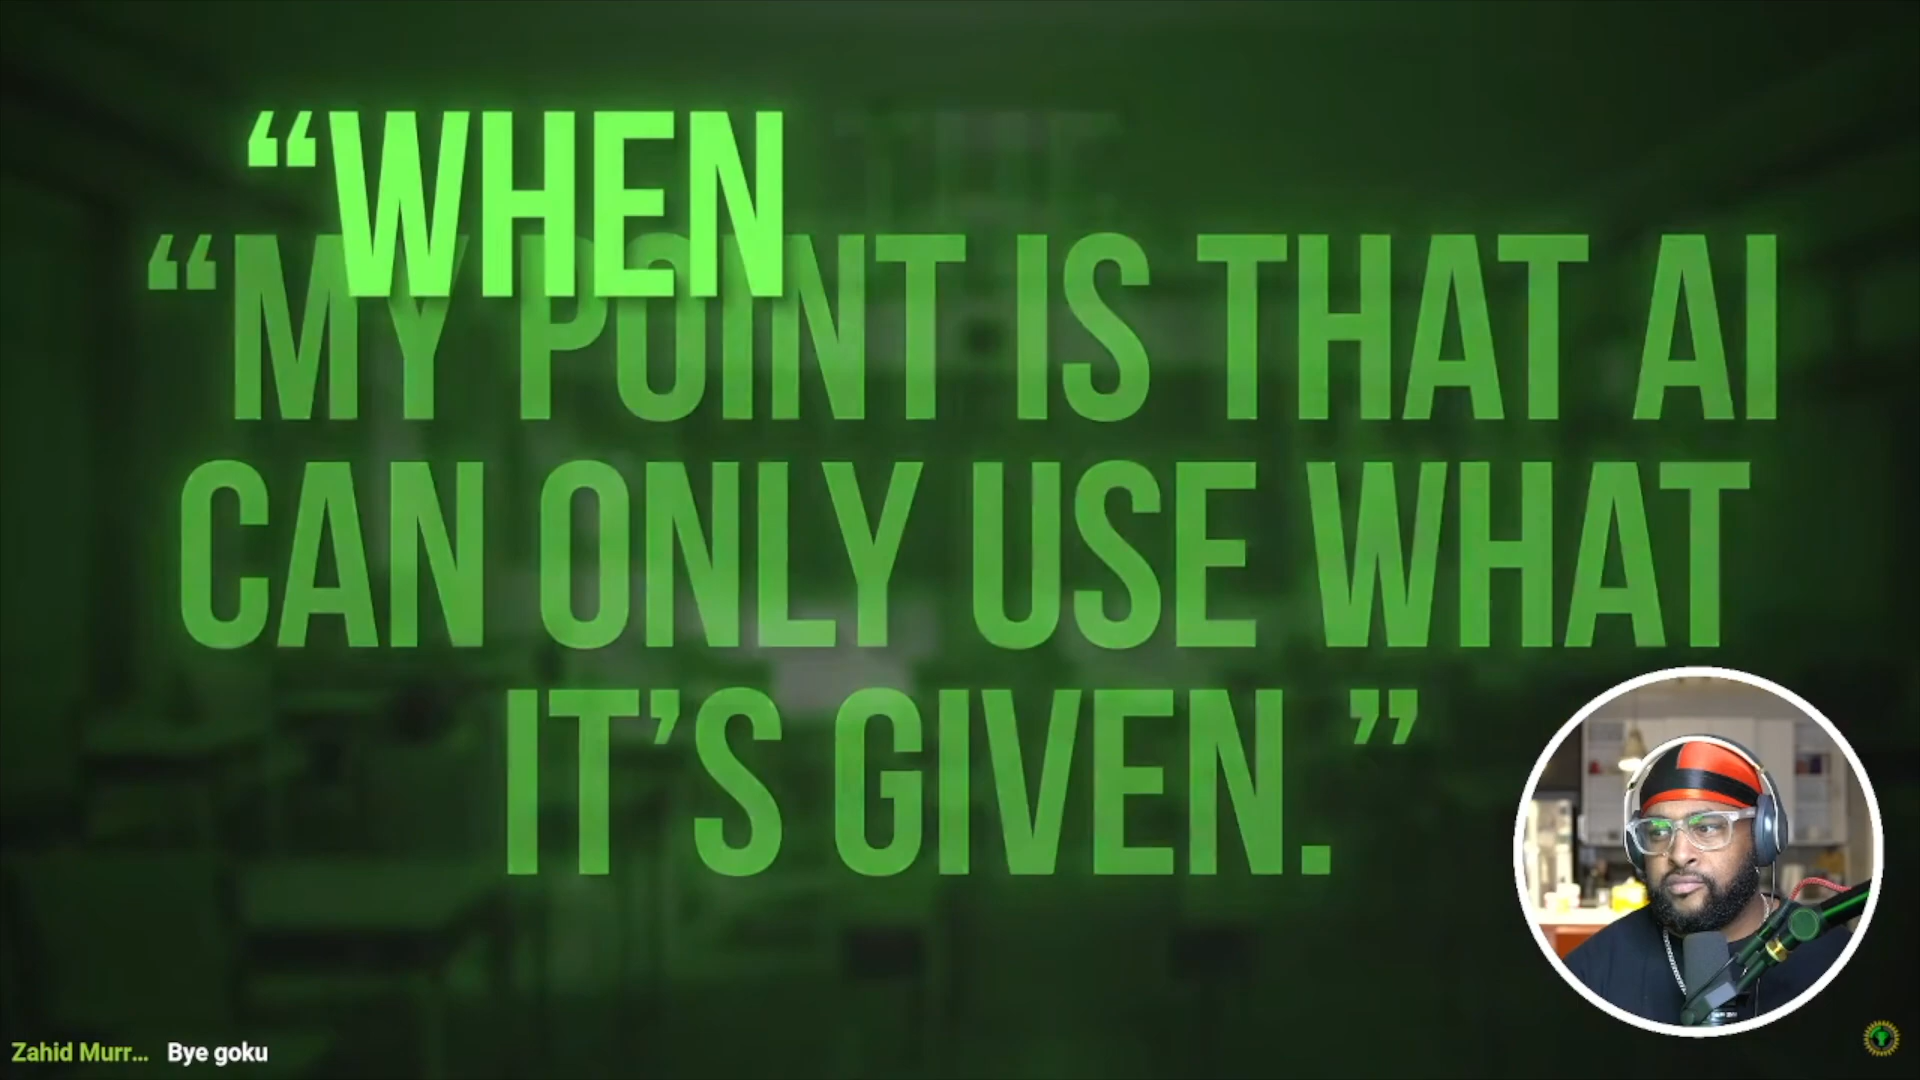 “WHEN
“MY POINT IS THAT AI
CAN ONLY USE WHAT
IT’S GIVEN.”
Zahid Murr... Bye goku